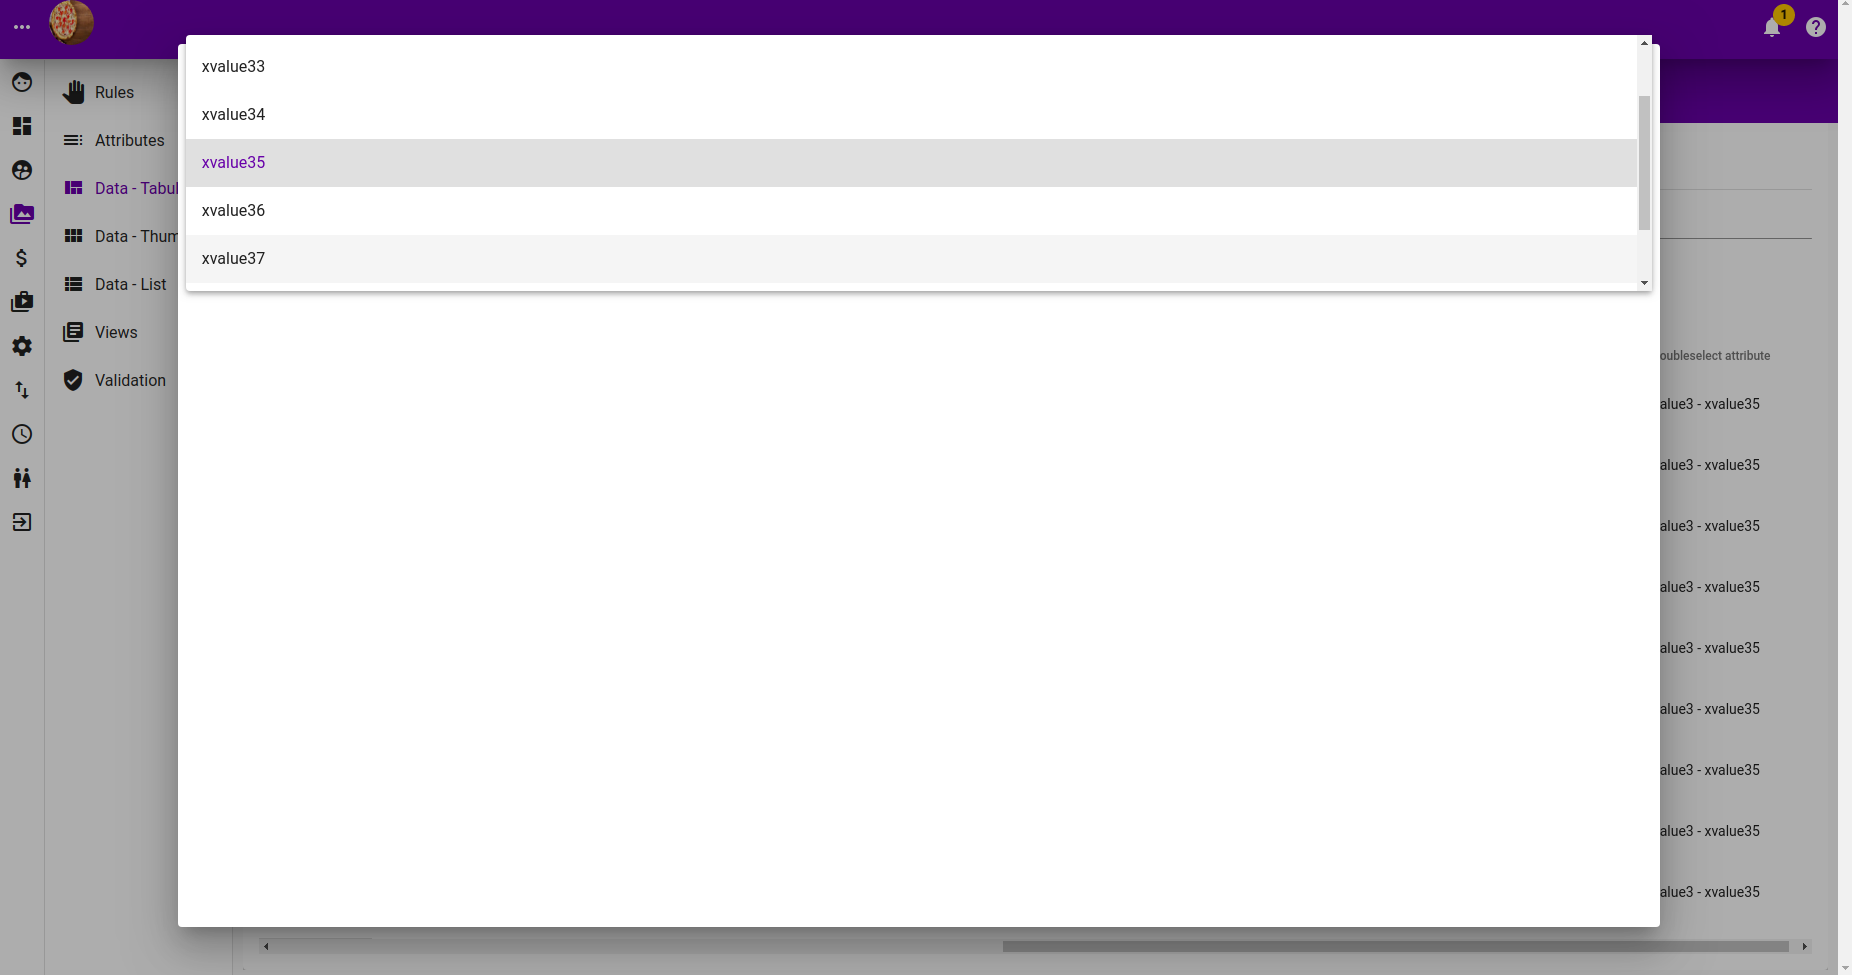 1
xvalue33
xvalue34
xvalue35
xvalue36
xvalue37
Rules
Attributes
Data - Tabul
Data - Thum
Data - List
Views
Validation
oubleselect attribute
alue3 - xvalue35
alue3 - xvalue35
alue3 - xvalue35
alue3 - xvalue35
alue3 - xvalue35
alue3 - xvalue35
alue3 - xvalue35
alue3 - xvalue35
alue3 - xvalue35